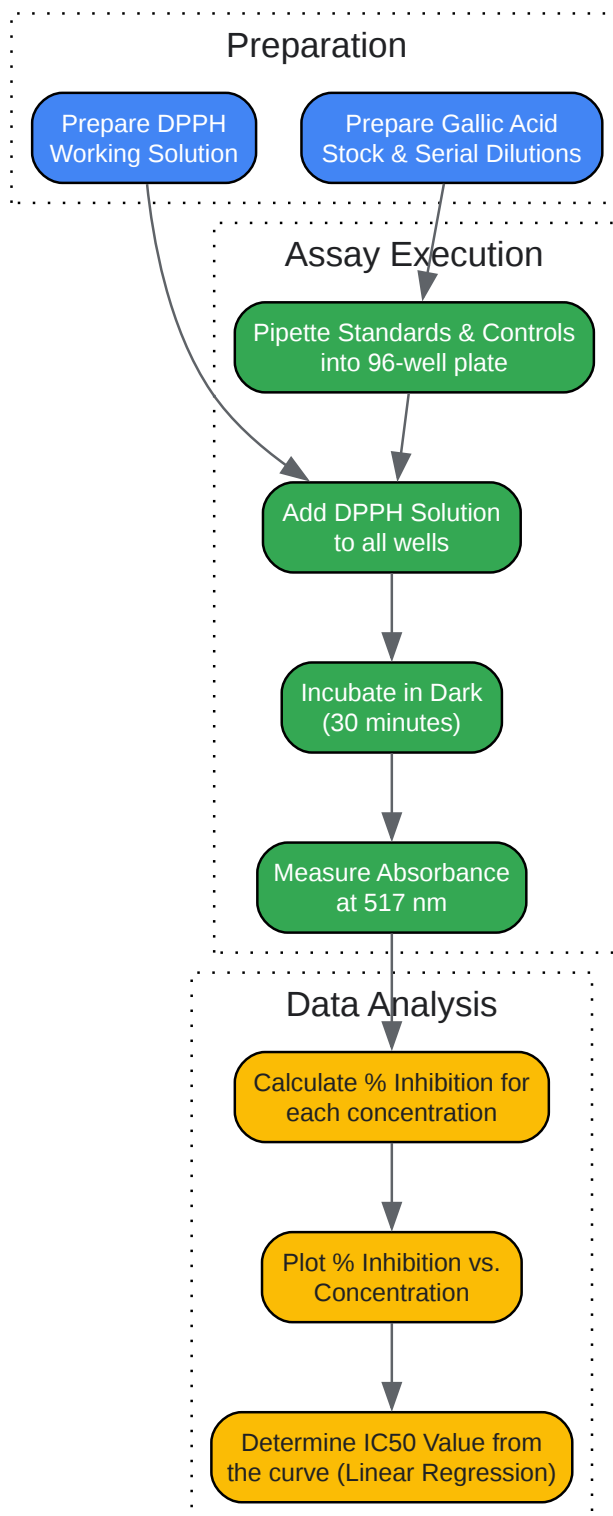 Preparation
Prepare DPPH
Working Solution
Prepare Gallic Acid
Stock & Serial Dilutions
Assay Execution
Pipette Standards & Controls
into 96-well plate
Add DPPH Solution
to all wells
Incubate in Dark
(30 minutes)
Measure Absorbance
at 517 nm
Data Analysis
Calculate % Inhibition for
each concentration
Plot % Inhibition vs.
Concentration
Determine IC50 Value from
the curve (Linear Regression)